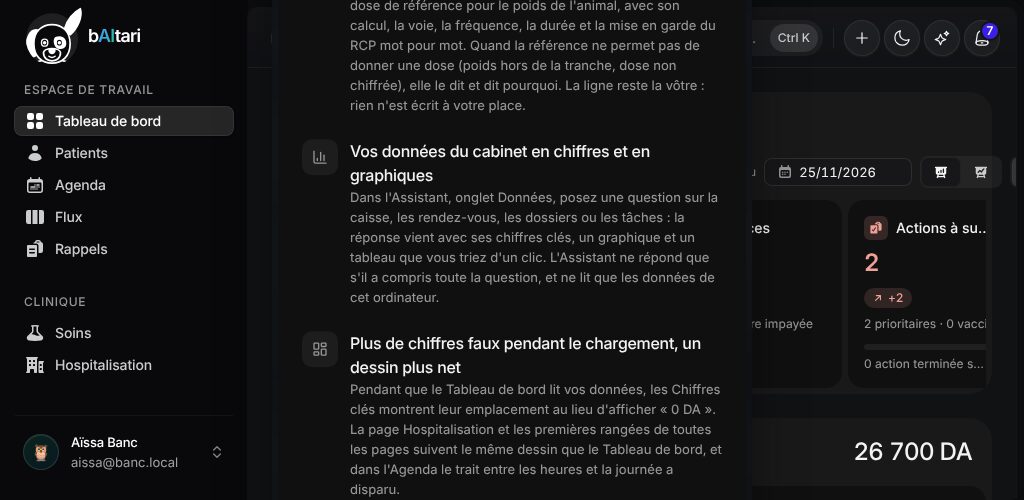 bAItari
ESPACE DE TRAVAIL
Tableau de bord
Patients
Agenda
Flux
Rappels
CLINIQUE
Soins
Hospitalisation
Aïssa Banc
aissa@banc.local
dose de référence pour le poids de l'animal, avec son
calcul, la voie, la fréquence, la durée et la mise en garde du
RCP mot pour mot. Quand la référence ne permet pas de
donner une dose (poids hors de la tranche, dose non
chiffrée), elle le dit et dit pourquoi. La ligne reste la vôtre :
rien n'est écrit à votre place.
Vos données du cabinet en chiffres et en
graphiques
Dans l'Assistant, onglet Données, posez une question sur la
caisse, les rendez-vous, les dossiers ou les tâches : la
réponse vient avec ses chiffres clés, un graphique et un
tableau que vous triez d'un clic. L'Assistant ne répond que
s'il a compris toute la question, et ne lit que les données de
cet ordinateur.
Plus de chiffres faux pendant le chargement, un
dessin plus net
Pendant que le Tableau de bord lit vos données, les Chiffres
clés montrent leur emplacement au lieu d'afficher « 0 DA ».
La page Hospitalisation et les premières rangées de toutes
les pages suivent le même dessin que le Tableau de bord, et
dans l'Agenda le trait entre les heures et la journée a
disparu.
Ctrl K
7
25/11/2026
Actions à su…
2
+2
2 prioritaires · 0 vacci
0 action terminée s…
impayée
26 700 DA